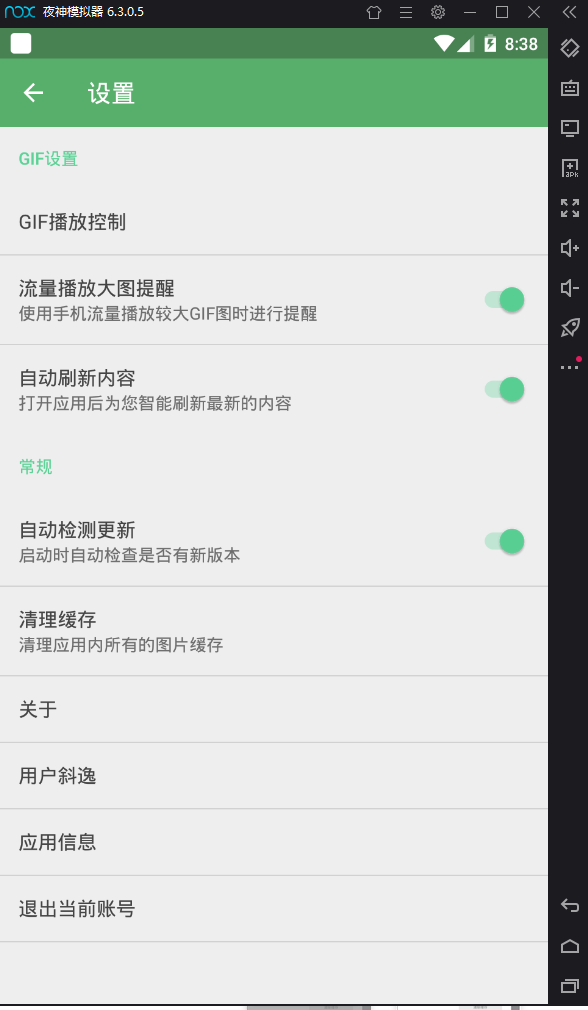 nox 夜神模拟器 6.3.0.5
8:38
设置
GIF设置
GIF播放控制
流量播放大图提醒
使用手机流量播放较大GIF图时进行提醒
自动刷新内容
打开应用后为您智能刷新最新的内容
常规
自动检测更新
启动时自动检查是否有新版本
清理缓存
清理应用内所有的图片缓存
关于
用户斜逸
应用信息
退出当前账号
apk